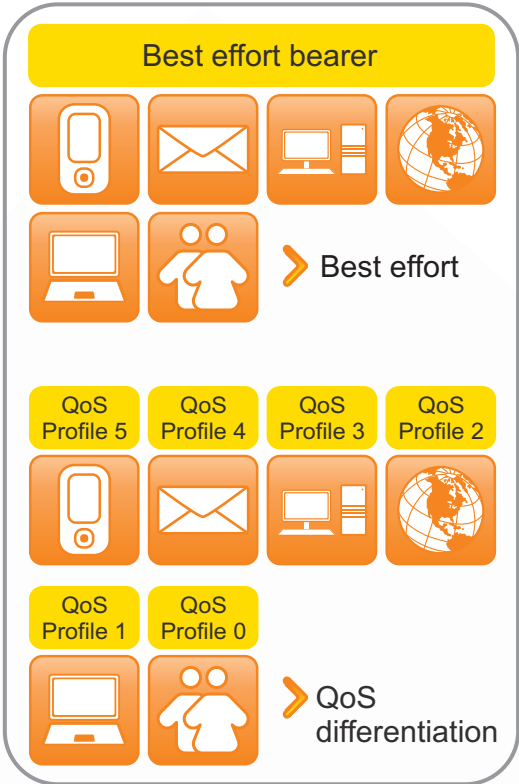 Best effort bearer
Best effort
QoS
Profile 5
QoS
Profile 4
QoS
Profile 3
QoS
Profile 2
QoS
Profile 1
QoS
Profile 0
QoS
differentiation